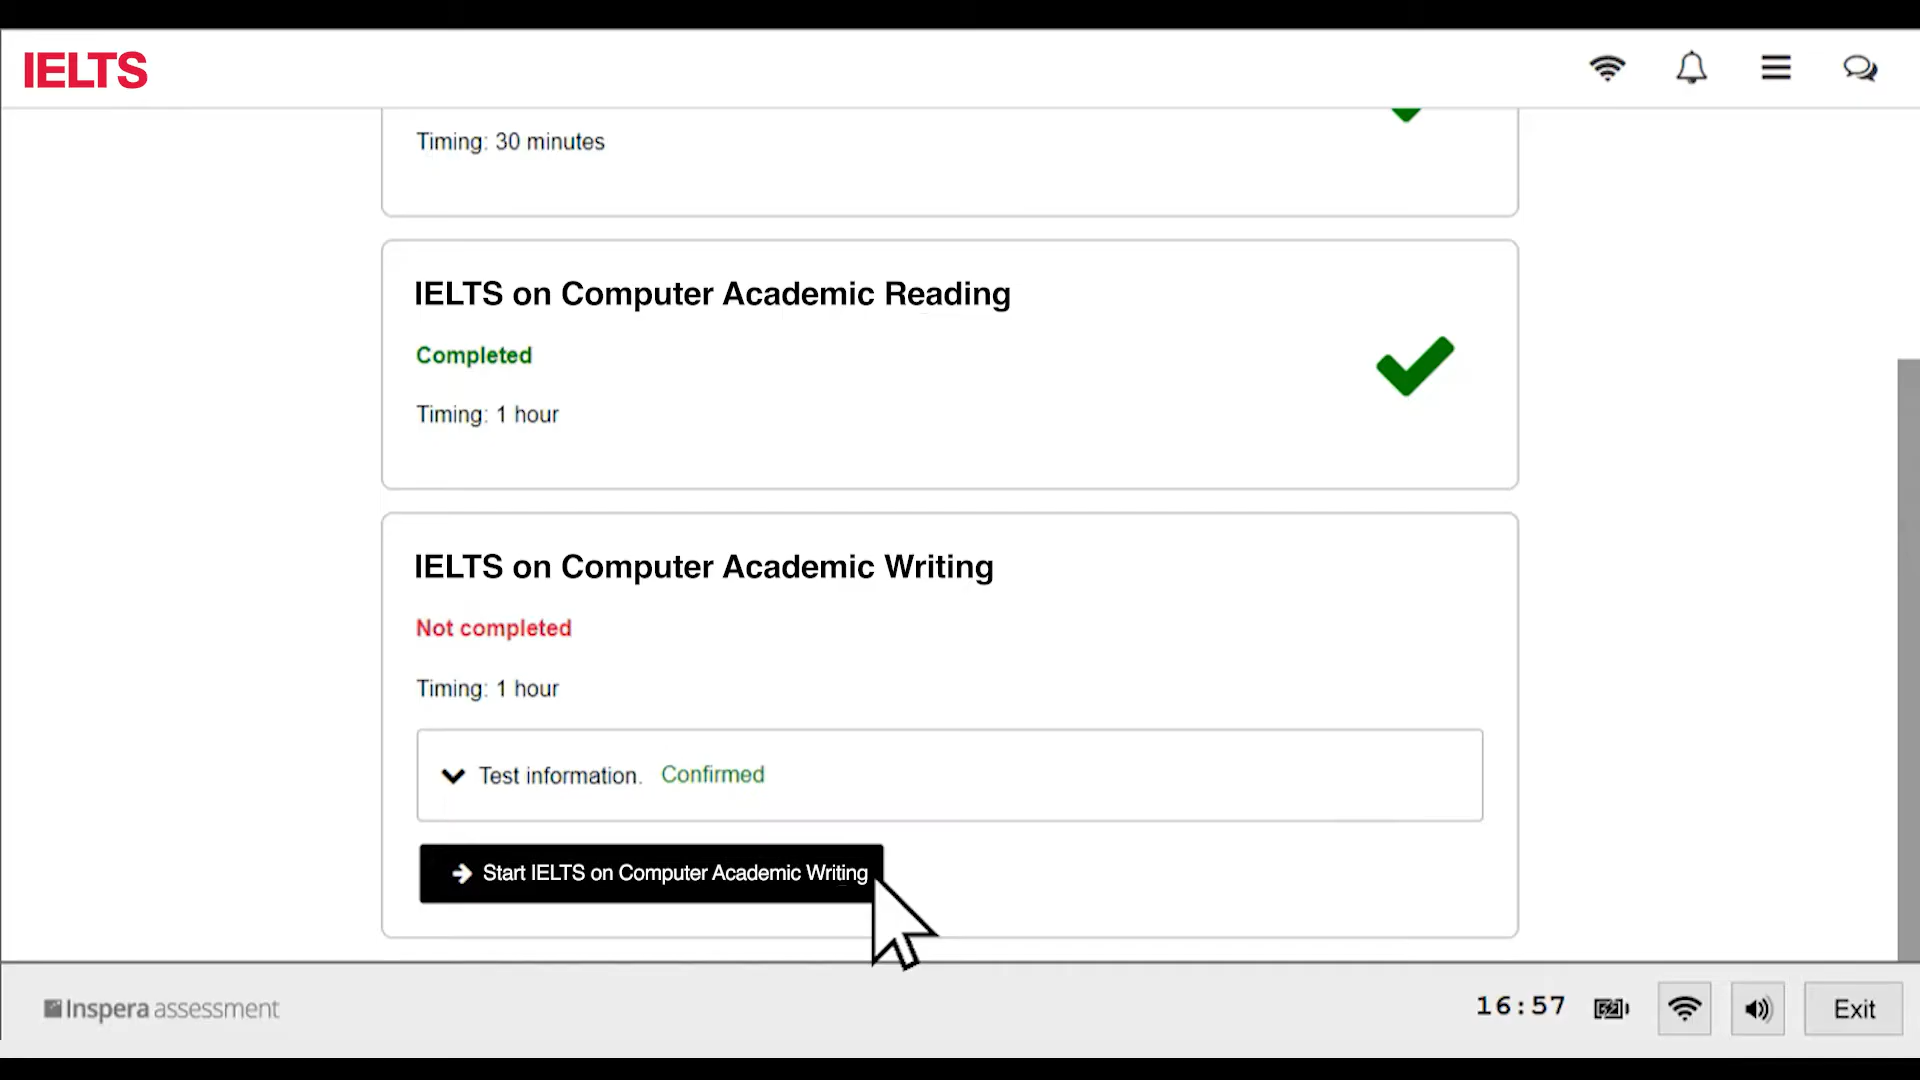 IELTS
Timing: 30 minutes
IELTS on Computer Academic Reading
Completed
Timing: 1 hour
IELTS on Computer Academic Writing
Not completed
Timing: 1 hour
Test information. Confirmed
Start IELTS on Computer Academic Writing
Inspera assessment
16:57
Exit